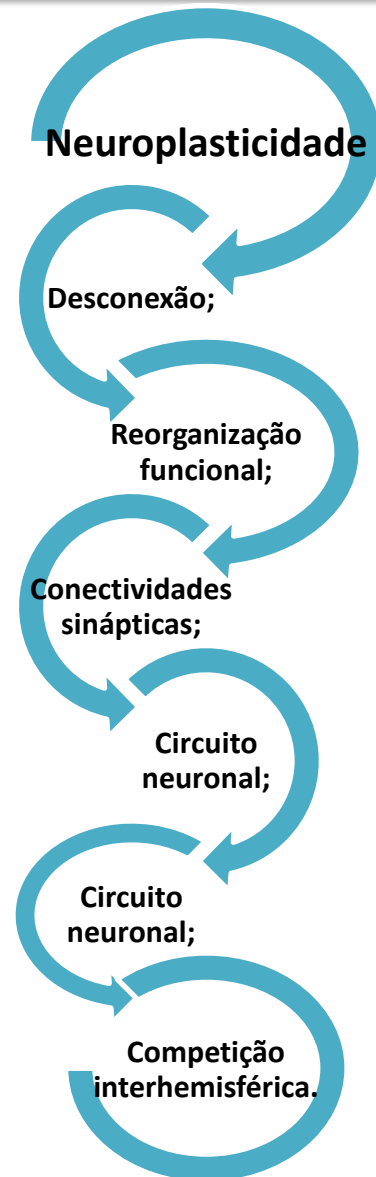 Neuroplasticidade
Desconexão;
Reorganização
funcional;
Conectividades
sinápticas;
Circuito
neuronal;
Circuito
neuronal;
Competição
interhemisférica.